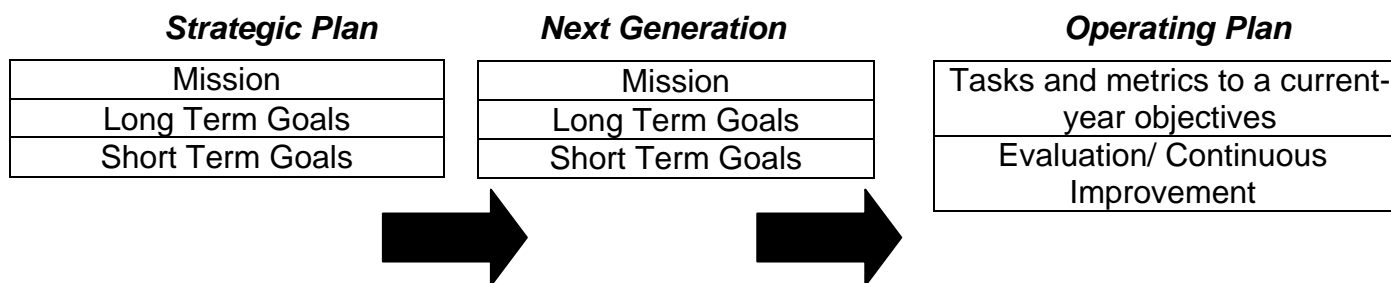 Strategic Plan
Mission
Long Term Goals
Short Term Goals
Next Generation
Mission
Long Term Goals
Short Term Goals
Operating Plan
Tasks and metrics to a current-
year objectives
Evaluation/ Continuous
Improvement